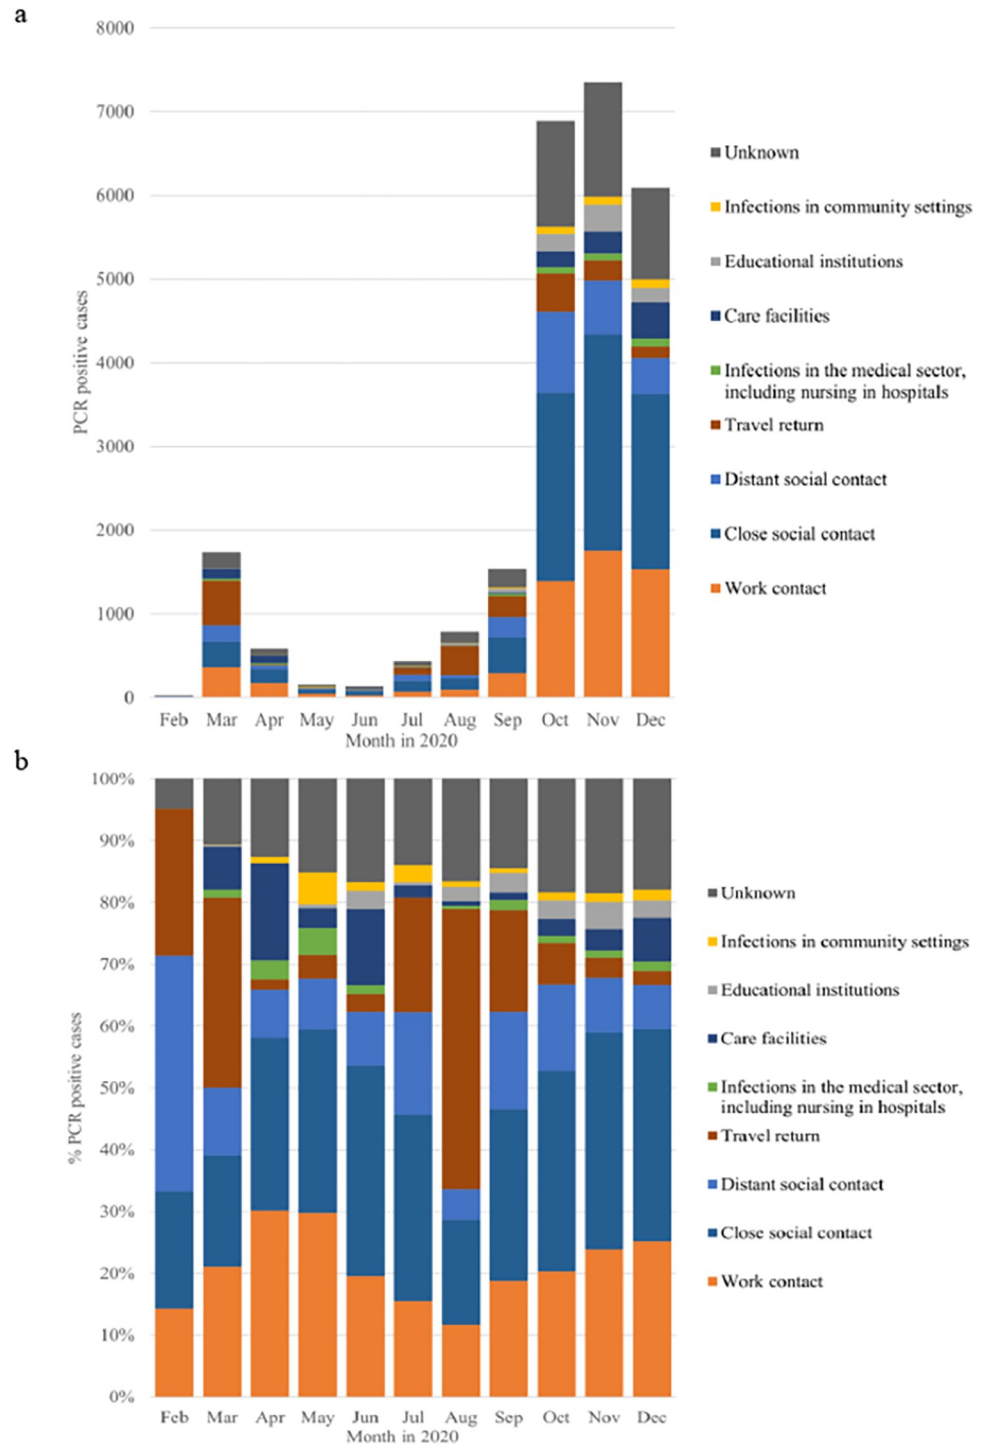 a
8000
7000
6000
5000
4000
3000
2000
1000
0
PCR positive cases
Feb Mar Apr May Jun Jul Aug Sep Oct Nov Dec
Month in 2020
Unknown
Infections in community settings
Educational institutions
Care facilities
Infections in the medical sector,
including nursing in hospitals
Travel return
Distant social contact
Close social contact
Work contact
b
100%
90%
80%
70%
60%
50%
40%
30%
20%
10%
0%
% PCR positive cases
Feb Mar Apr May Jun Jul Aug Sep Oct Nov Dec
Month in 2020
Unknown
Infections in community settings
Educational institutions
Care facilities
Infections in the medical sector,
including nursing in hospitals
Travel return
Distant social contact
Close social contact
Work contact